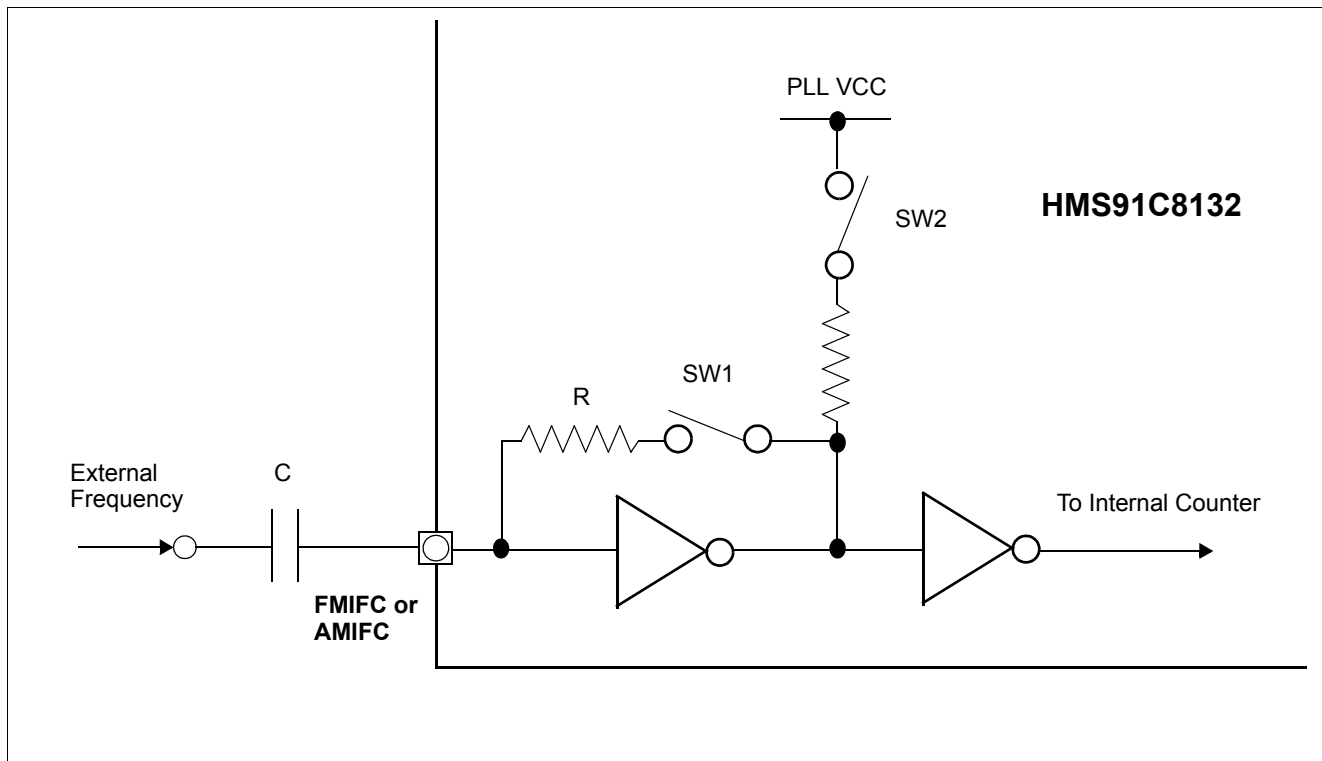 PLL VCC
HMS91C8132
SW2
SW1
R
External
Frequency
C
To Internal Counter
FMIFC or
AMIFC